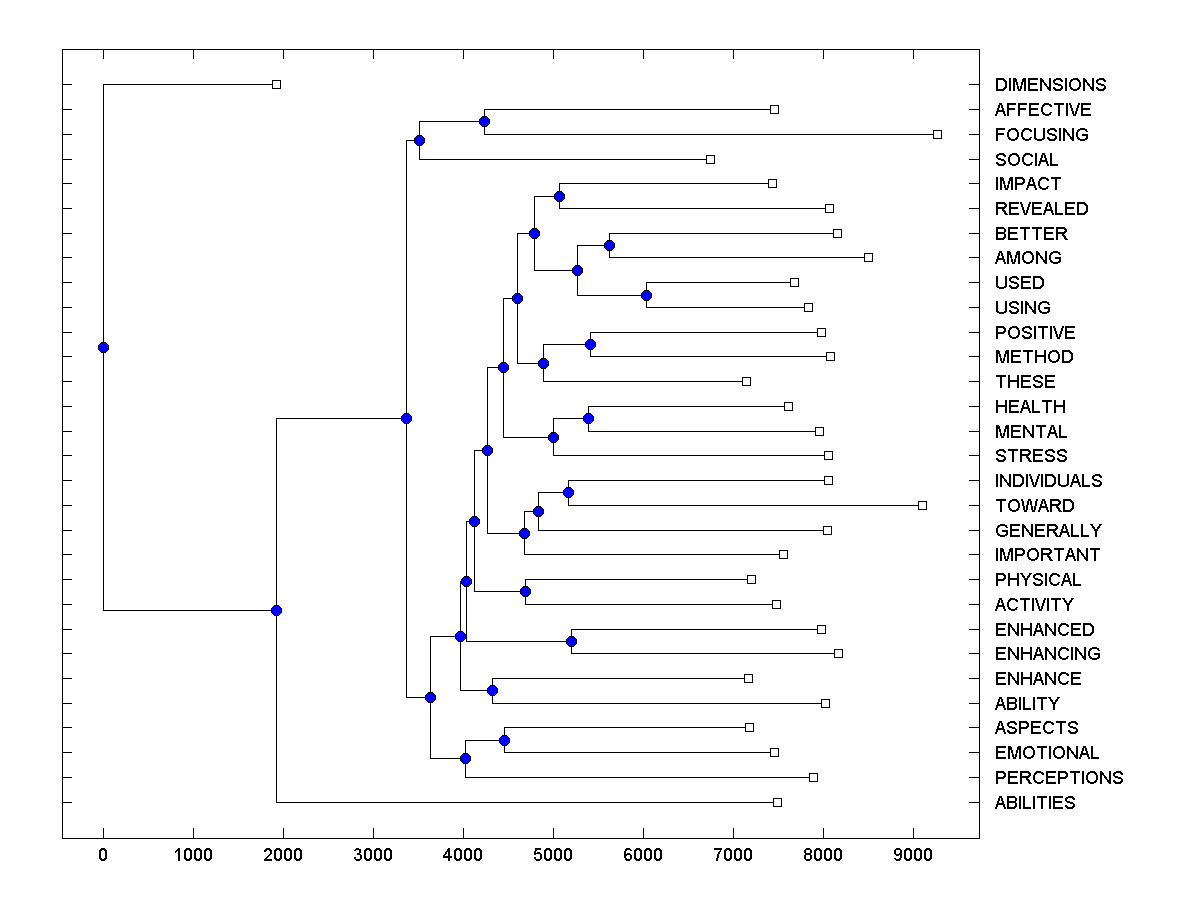 DIMENSIONS
AFFECTIVE
FOCUSING
SOCIAL
IMPACT
REVEALED
BETTER
AMONG
USED
USING
POSITIVE
METHOD
THESE
HEALTH
MENTAL
STRESS
INDIVIDUALS
TOWARD
GENERALLY
IMPORTANT
PHYSICAL
ACTIVITY
ENHANCED
ENHANCING
ENHANCE
ABILITY
ASPECTS
EMOTIONAL
PERCEPTIONS
ABILITIES
0 1000 2000 3000 4000 5000 6000 7000 8000 9000